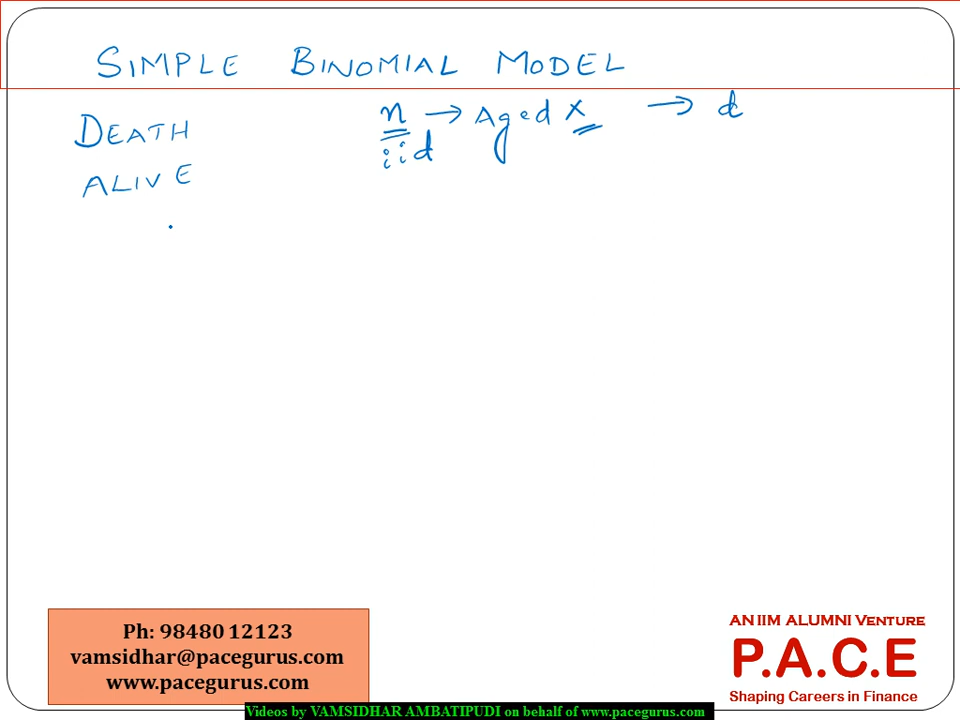 SIMPLE BINOMIAL MODEL
DEATH
n → Aged x → d
iid
ALIVE
Ph: 98480 12123
vamsidhar@pacegurus.com
www.pacegurus.com
AN IIM ALUMNI VENTURE
P.A.C.E
Shaping Careers in Finance
Videos by VAMSIDHAR AMBATIPUDI on behalf of www.pacegurus.com